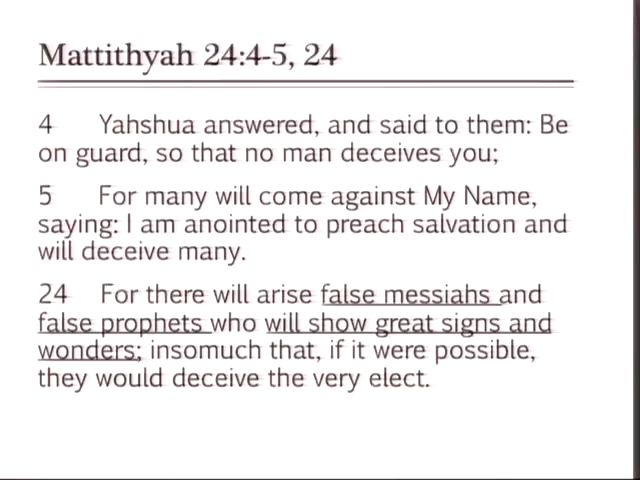 Mattithyah 24:4-5, 24
4 Yahshua answered, and said to them: Be
on guard, so that no man deceives you;
5 For many will come against My Name,
saying: I am anointed to preach salvation and
will deceive many.
24 For there will arise false messiahs and
false prophets who will show great signs and
wonders; insomuch that, if it were possible,
they would deceive the very elect.